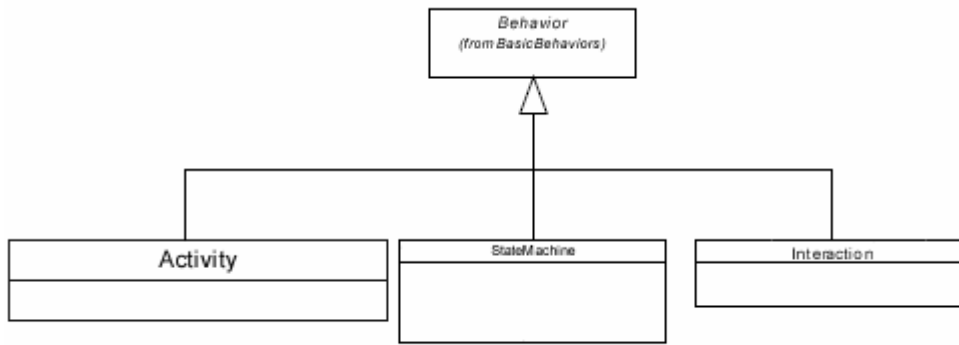 Behavior
(from BasicBehaviors)
Activity
StateMachine
Interaction